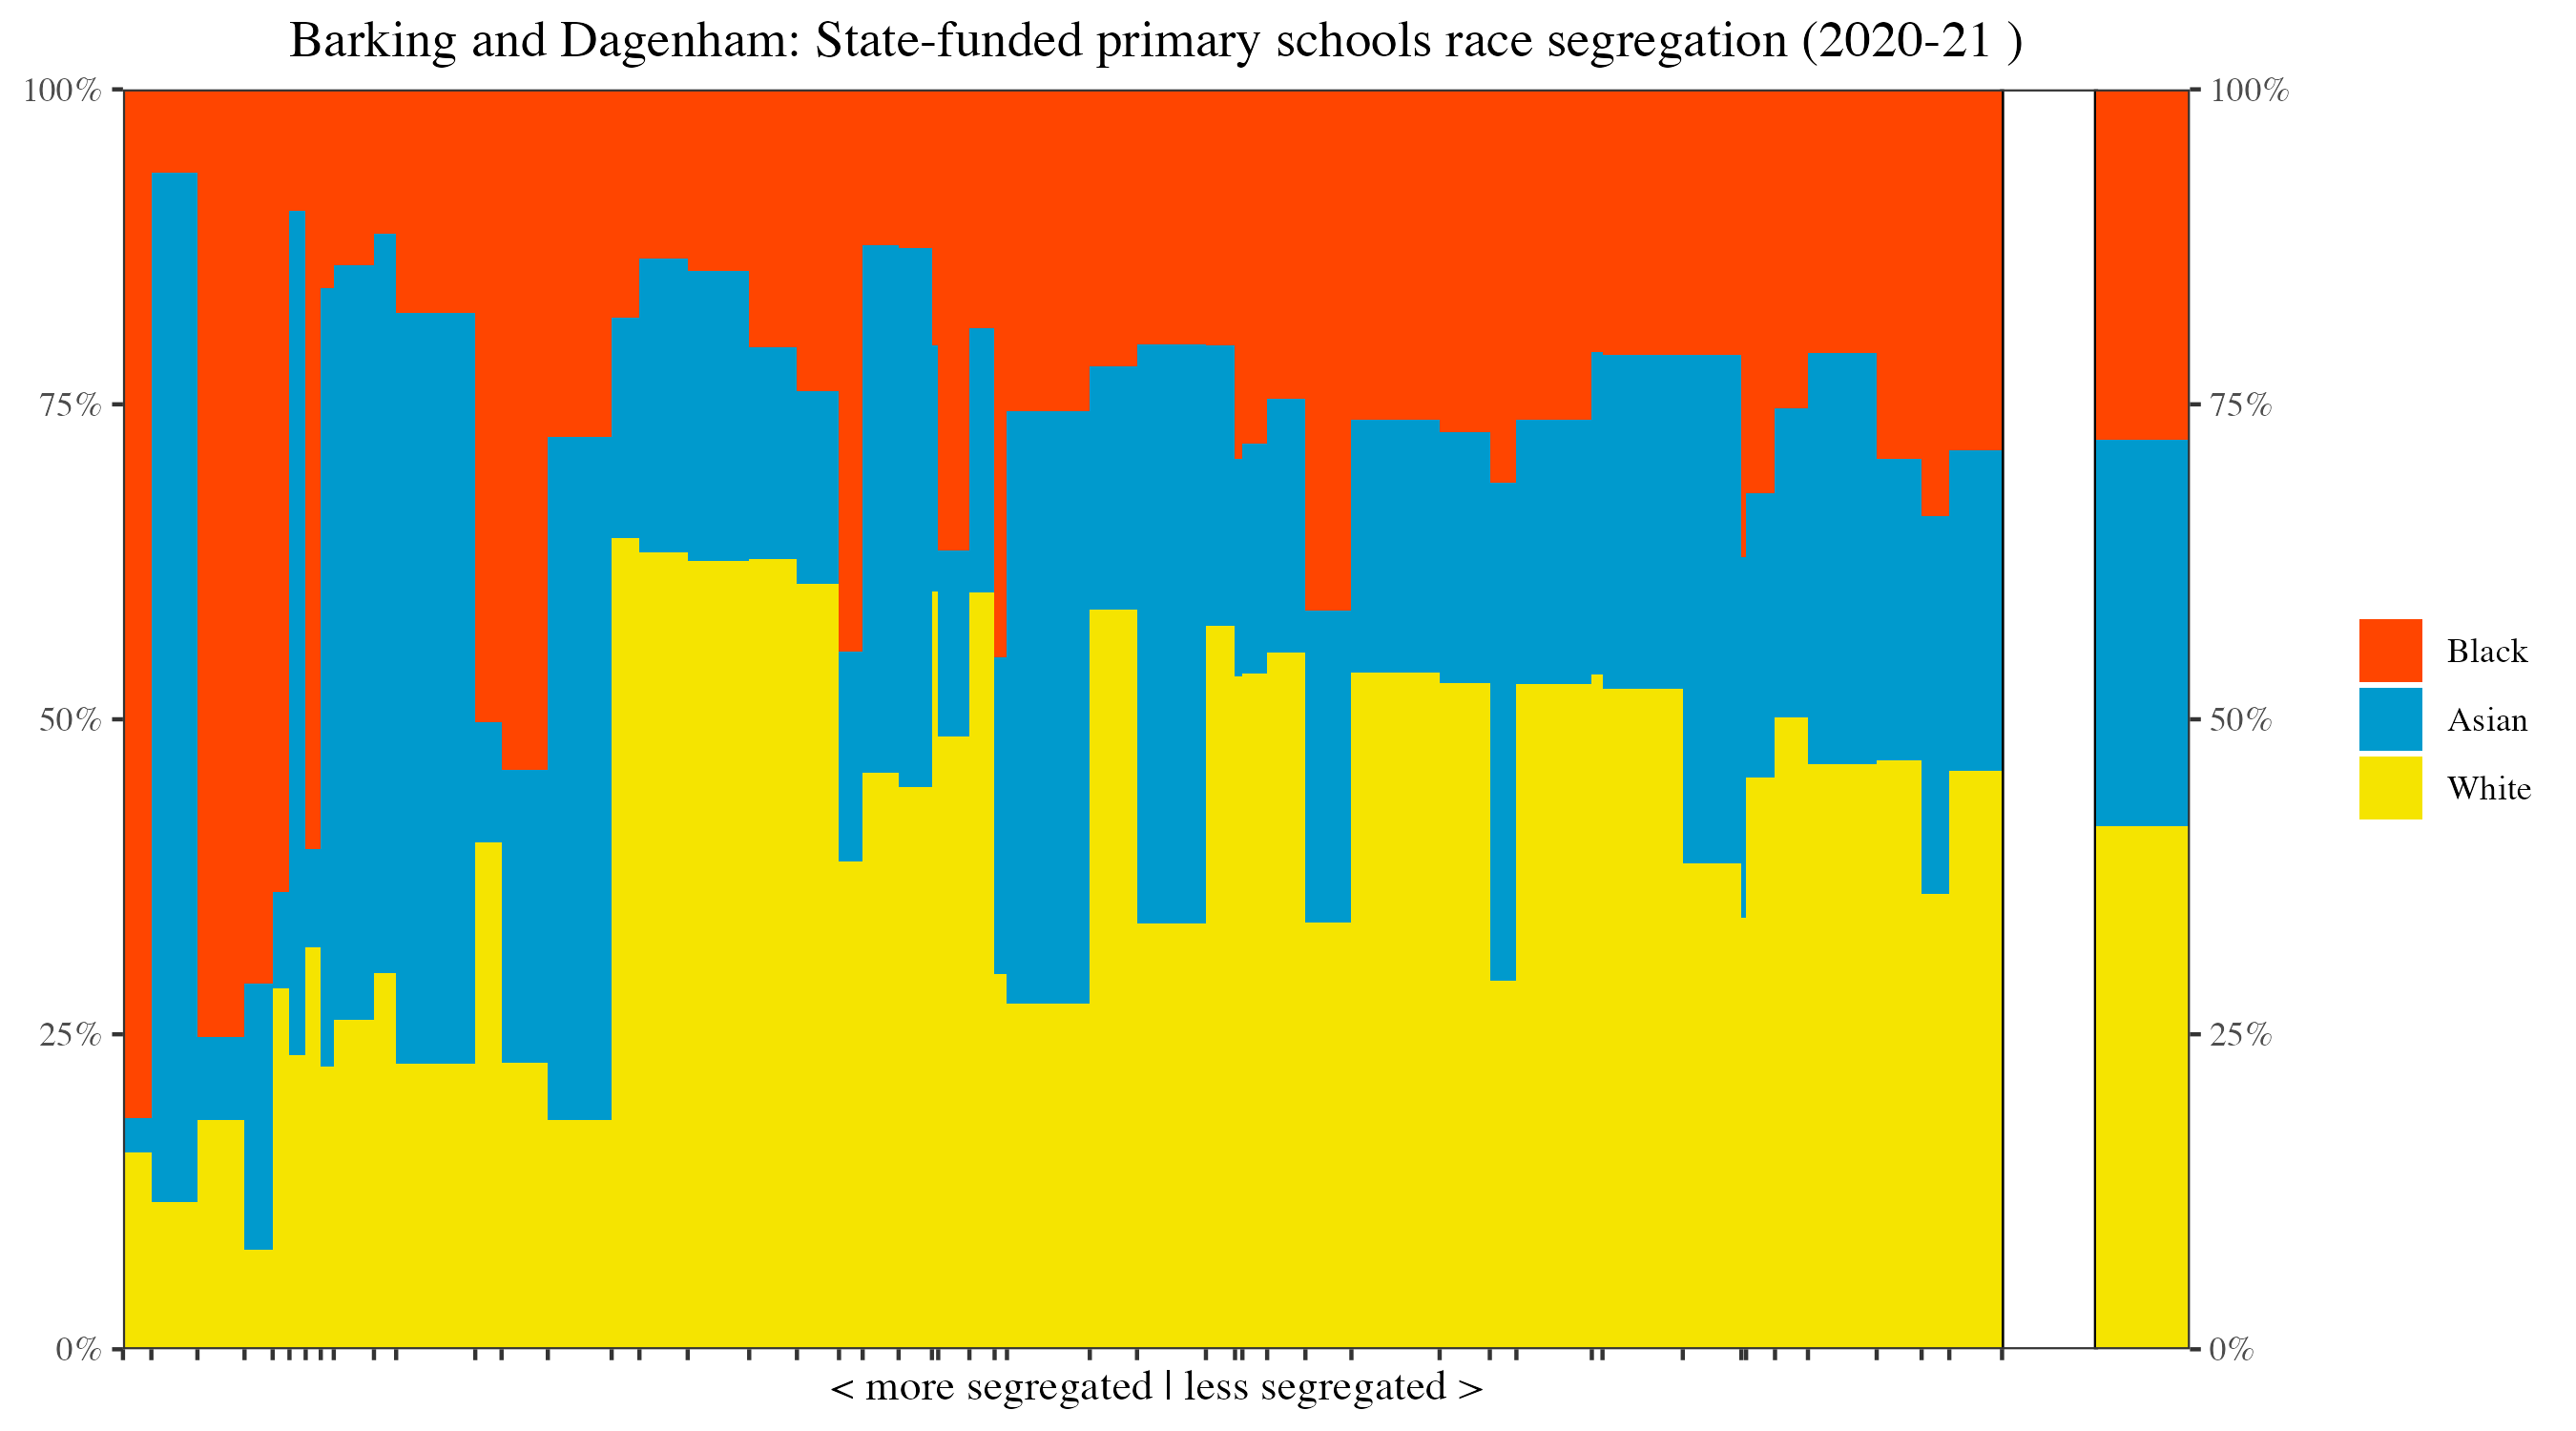 Barking and Dagenham: State-funded primary schools race segregation (2020-21 )
100%
75%
50%
25%
0%
100%
75%
50%
25%
0%
Black
Asian
White
< more segregated | less segregated >